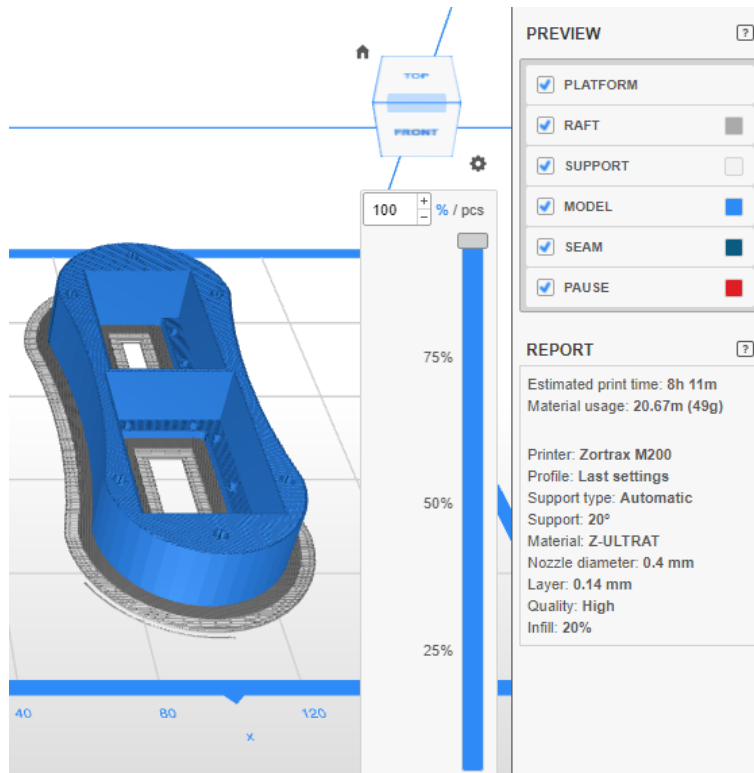 TOP
FRONT
100 + - % / pcs
75%
50%
25%
40 80 120
x
PREVIEW ?
PLATFORM
RAFT
SUPPORT
MODEL
SEAM
PAUSE
REPORT ?
Estimated print time: 8h 11m
Material usage: 20.67m (49g)
Printer: Zortrax M200
Profile: Last settings
Support type: Automatic
Support: 20º
Material: Z-ULTRAT
Nozzle diameter: 0.4 mm
Layer: 0.14 mm
Quality: High
Infill: 20%